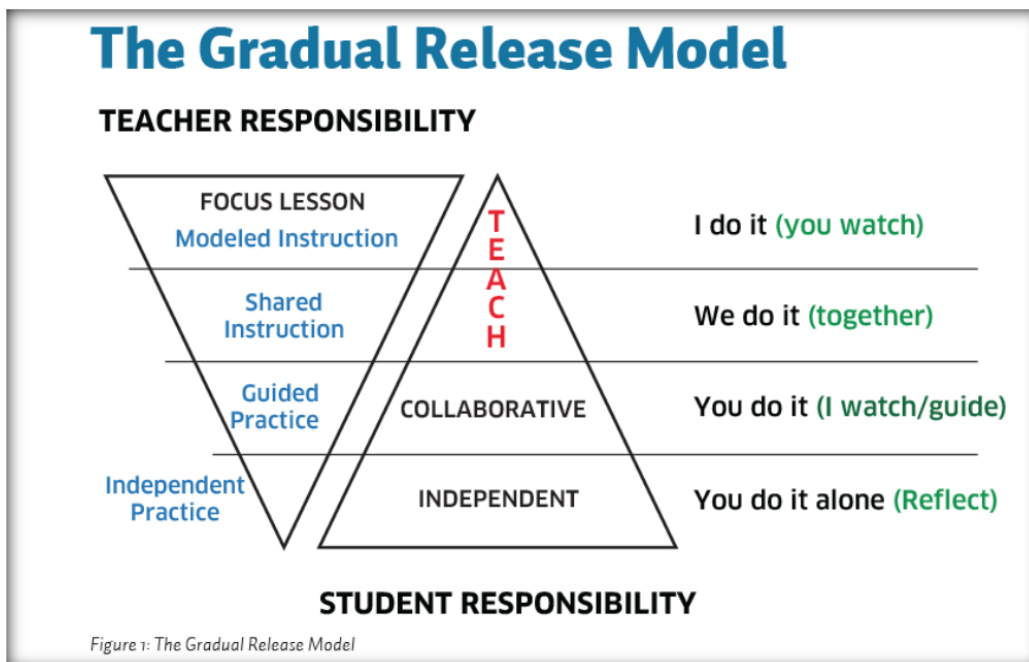 The Gradual Release Model
TEACHER RESPONSIBILITY
FOCUS LESSON
Modeled Instruction
T
E
A
C
H
I do it (you watch)
Shared
Instruction
We do it (together)
Guided
Practice
COLLABORATIVE
You do it (I watch/guide)
Independent
Practice
INDEPENDENT
You do it alone (Reflect)
STUDENT RESPONSIBILITY
Figure 1: The Gradual Release Model